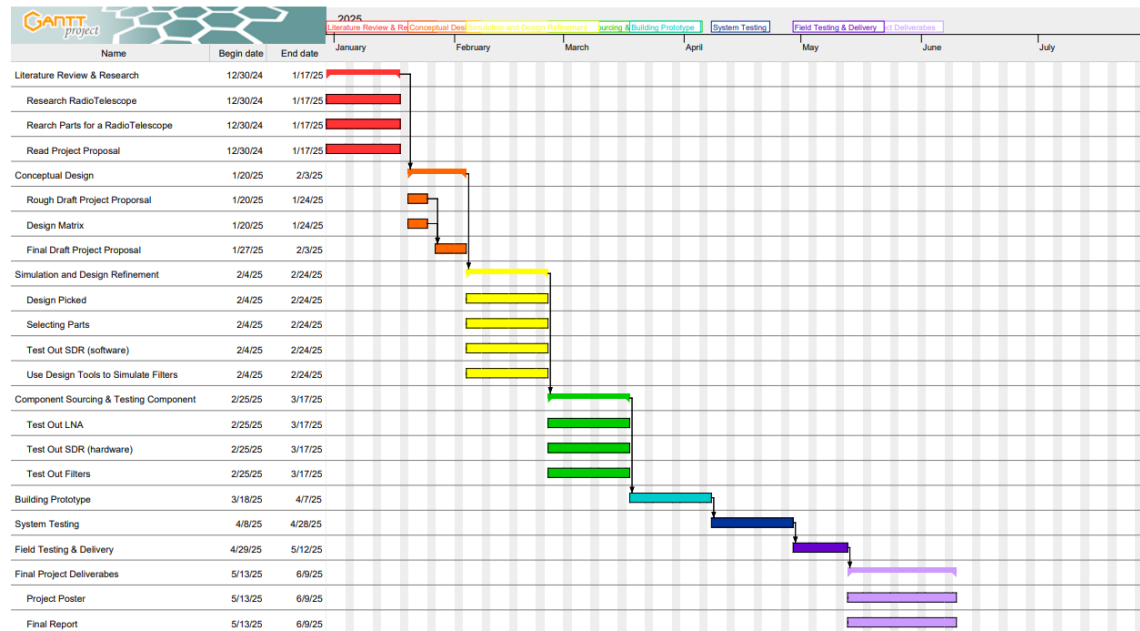 GANTT
project
2025
Literature Review & Re Conceptual Des Refinement urcing & Building Prototype System Testing Field Testing & Delivery ct Deliverabes
Name Begin date End date January February March April May June July
Literature Review & Research 12/30/24 1/17/25
Research RadioTelescope 12/30/24 1/17/25
Rearch Parts for a RadioTelescope 12/30/24 1/17/25
Read Project Proposal 12/30/24 1/17/25
Conceptual Design 1/20/25 2/3/25
Rough Draft Project Proporsal 1/20/25 1/24/25
Design Matrix 1/20/25 1/24/25
Final Draft Project Proposal 1/27/25 2/3/25
Simulation and Design Refinement 2/4/25 2/24/25
Design Picked 2/4/25 2/24/25
Selecting Parts 2/4/25 2/24/25
Test Out SDR (software) 2/4/25 2/24/25
Use Design Tools to Simulate Filters 2/4/25 2/24/25
Component Sourcing & Testing Component 2/25/25 3/17/25
Test Out LNA 2/25/25 3/17/25
Test Out SDR (hardware) 2/25/25 3/17/25
Test Out Filters 2/25/25 3/17/25
Building Prototype 3/18/25 4/7/25
System Testing 4/8/25 4/28/25
Field Testing & Delivery 4/29/25 5/12/25
Final Project Deliverabes 5/13/25 6/9/25
Project Poster 5/13/25 6/9/25
Final Report 5/13/25 6/9/25